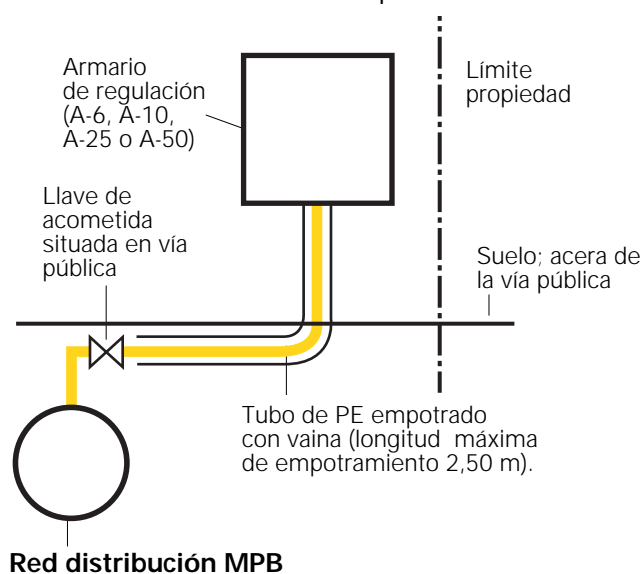 Armario
de regulación
(A-6, A-10,
A-25 o A-50)
Límite
propiedad
Llave de
acometida
situada en vía
pública
Suelo; acera de
la vía pública
Tubo de PE empotrado
con vaina (longitud máxima
de empotramiento 2,50 m).
Red distribución MPB